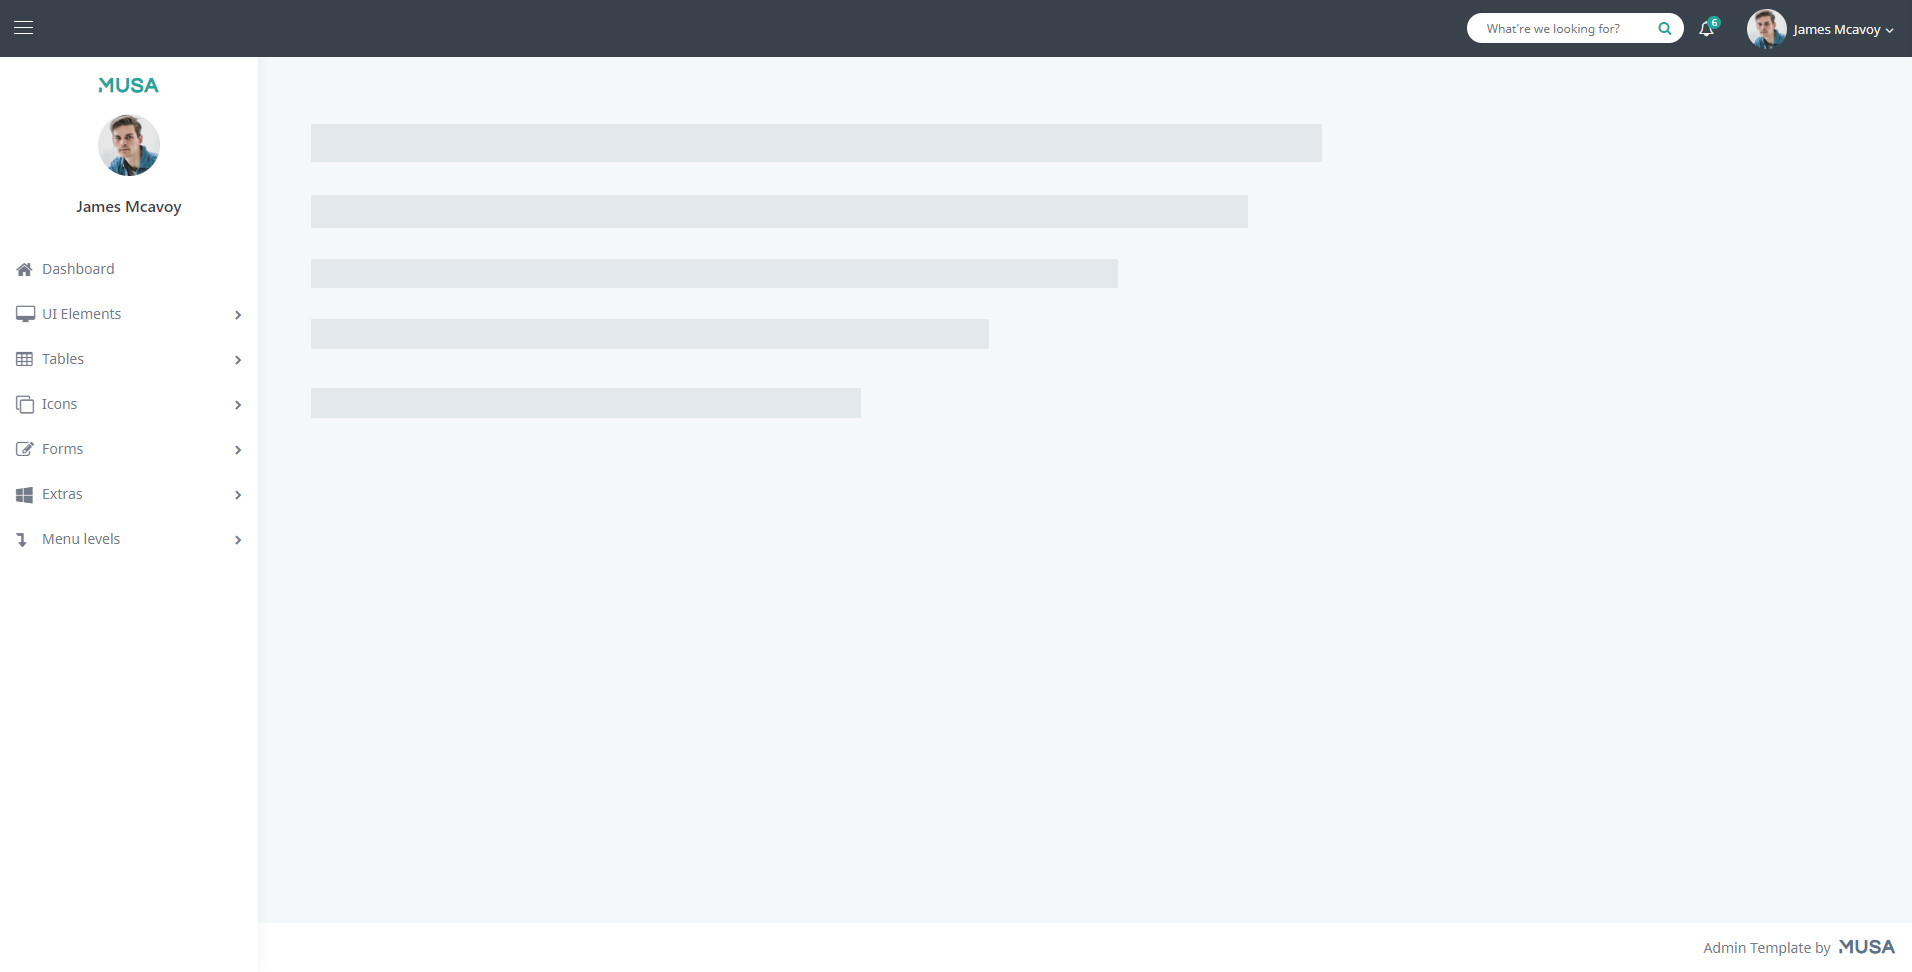 What're we looking for?
6
James Mcavoy
MUSA
James Mcavoy
Dashboard
UI Elements
Tables
Icons
Forms
Extras
Menu levels
Admin Template by MUSA